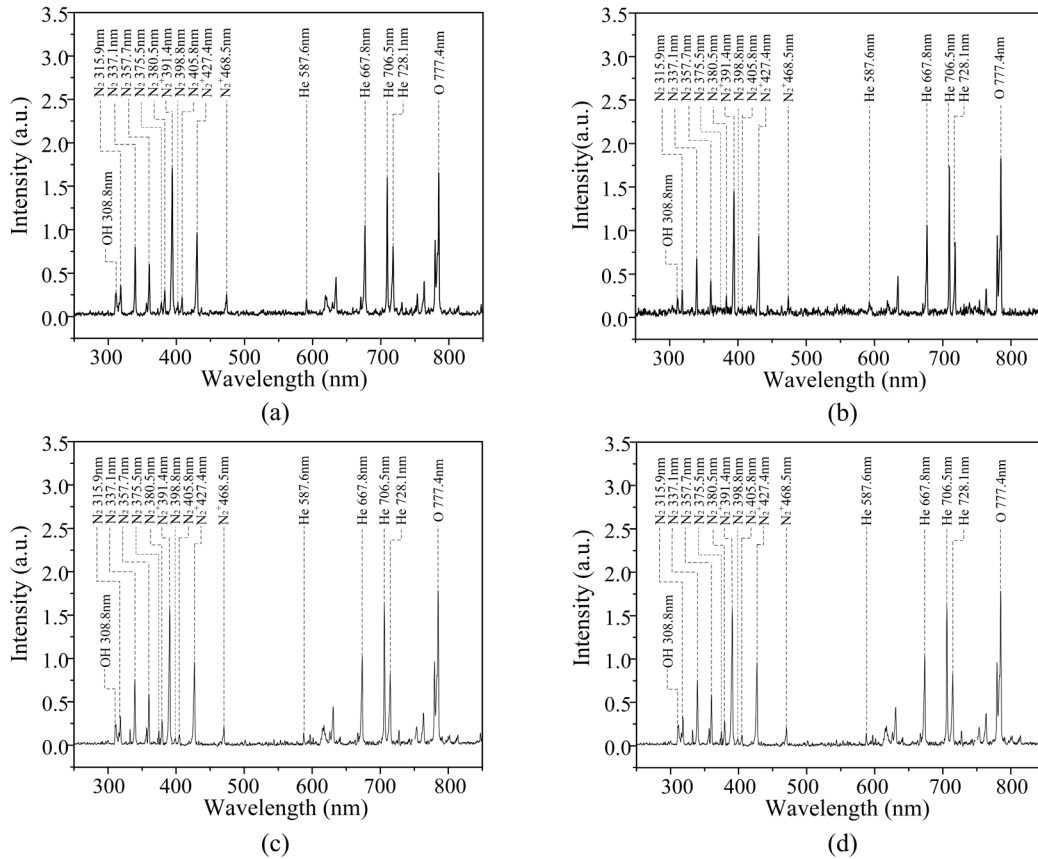 3.5
3.0
2.5
2.0
1.5
1.0
0.5
0.0
Intensity (a.u.)
OH 308.8nm
N₂ 315.9nm
N₂ 337.1nm
N₂ 357.7nm
N₂ 375.5nm
N₂ 380.5nm
N₂⁺391.4nm
N₂ 398.8nm
N₂ 405.8nm
N₂⁺427.4nm
N₂⁺468.5nm
He 587.6nm
He 667.8nm
He 706.5nm
He 728.1nm
O 777.4nm
300 400 500 600 700 800
Wavelength (nm)
(a)
3.5
3.0
2.5
2.0
1.5
1.0
0.5
0.0
Intensity(a.u.)
OH 308.8nm
N₂ 315.9nm
N₂ 337.1nm
N₂ 357.7nm
N₂ 375.5nm
N₂ 380.5nm
N₂⁺391.4nm
N₂ 398.8nm
N₂ 405.8nm
N₂⁺427.4nm
N₂⁺468.5nm
He 587.6nm
He 667.8nm
He 706.5nm
He 728.1nm
O 777.4nm
300 400 500 600 700 800
Wavelength (nm)
(b)
3.5
3.0
2.5
2.0
1.5
1.0
0.5
0.0
Intensity (a.u.)
OH 308.8nm
N₂ 315.9nm
N₂ 337.1nm
N₂ 357.7nm
N₂ 375.5nm
N₂ 380.5nm
N₂⁺391.4nm
N₂ 398.8nm
N₂ 405.8nm
N₂⁺427.4nm
N₂⁺468.5nm
He 587.6nm
He 667.8nm
He 706.5nm
He 728.1nm
O 777.4nm
300 400 500 600 700 800
Wavelength (nm)
(c)
3.5
3.0
2.5
2.0
1.5
1.0
0.5
0.0
Intensity (a.u.)
OH 308.8nm
N₂ 315.9nm
N₂ 337.1nm
N₂ 357.7nm
N₂ 375.5nm
N₂ 380.5nm
N₂⁺391.4nm
N₂ 398.8nm
N₂ 405.8nm
N₂⁺427.4nm
N₂⁺468.5nm
He 587.6nm
He 667.8nm
He 706.5nm
He 728.1nm
O 777.4nm
300 400 500 600 700 800
Wavelength (nm)
(d)